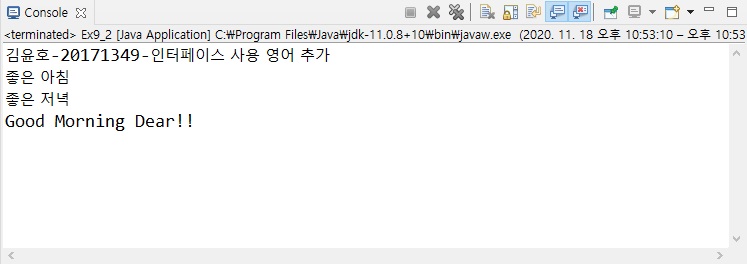 Console
<terminated> Ex9_2 [Java Application] C:₩Program Files₩Java₩jdk-11.0.8+10₩bin₩javaw.exe (2020. 11. 18 오후 10:53:10 – 오후 10:53
김윤호-20171349-인터페이스 사용 영어 추가
좋은 아침
좋은 저녁
Good Morning Dear!!